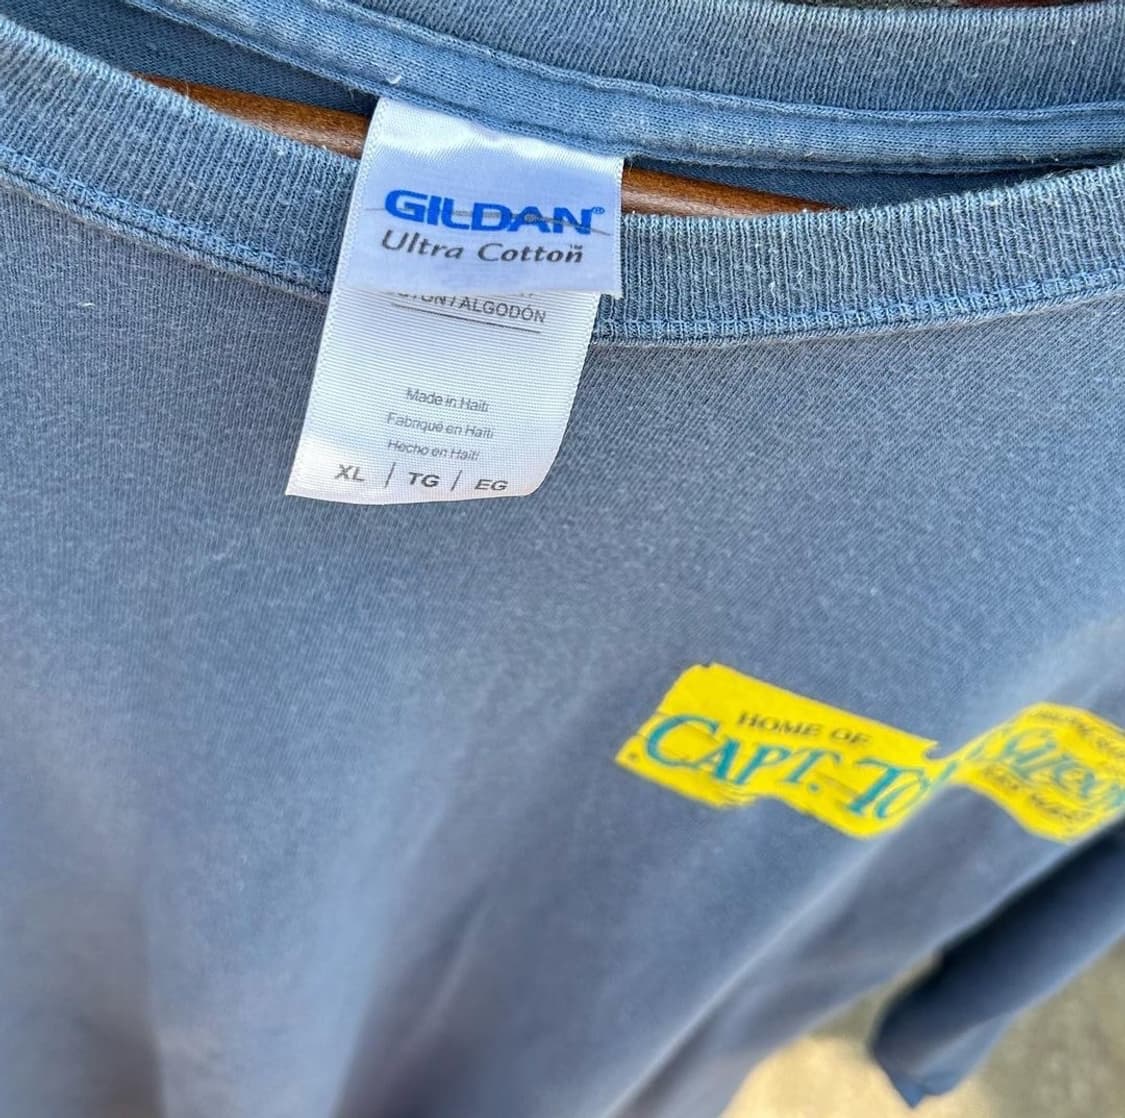 GILDAN®
Ultra Cotton™
ALGODÓN
Made in Haiti
Fabriqué en Haïti
Hecho en Haití
XL / TG / EG
HOME OF
CAPT. TO